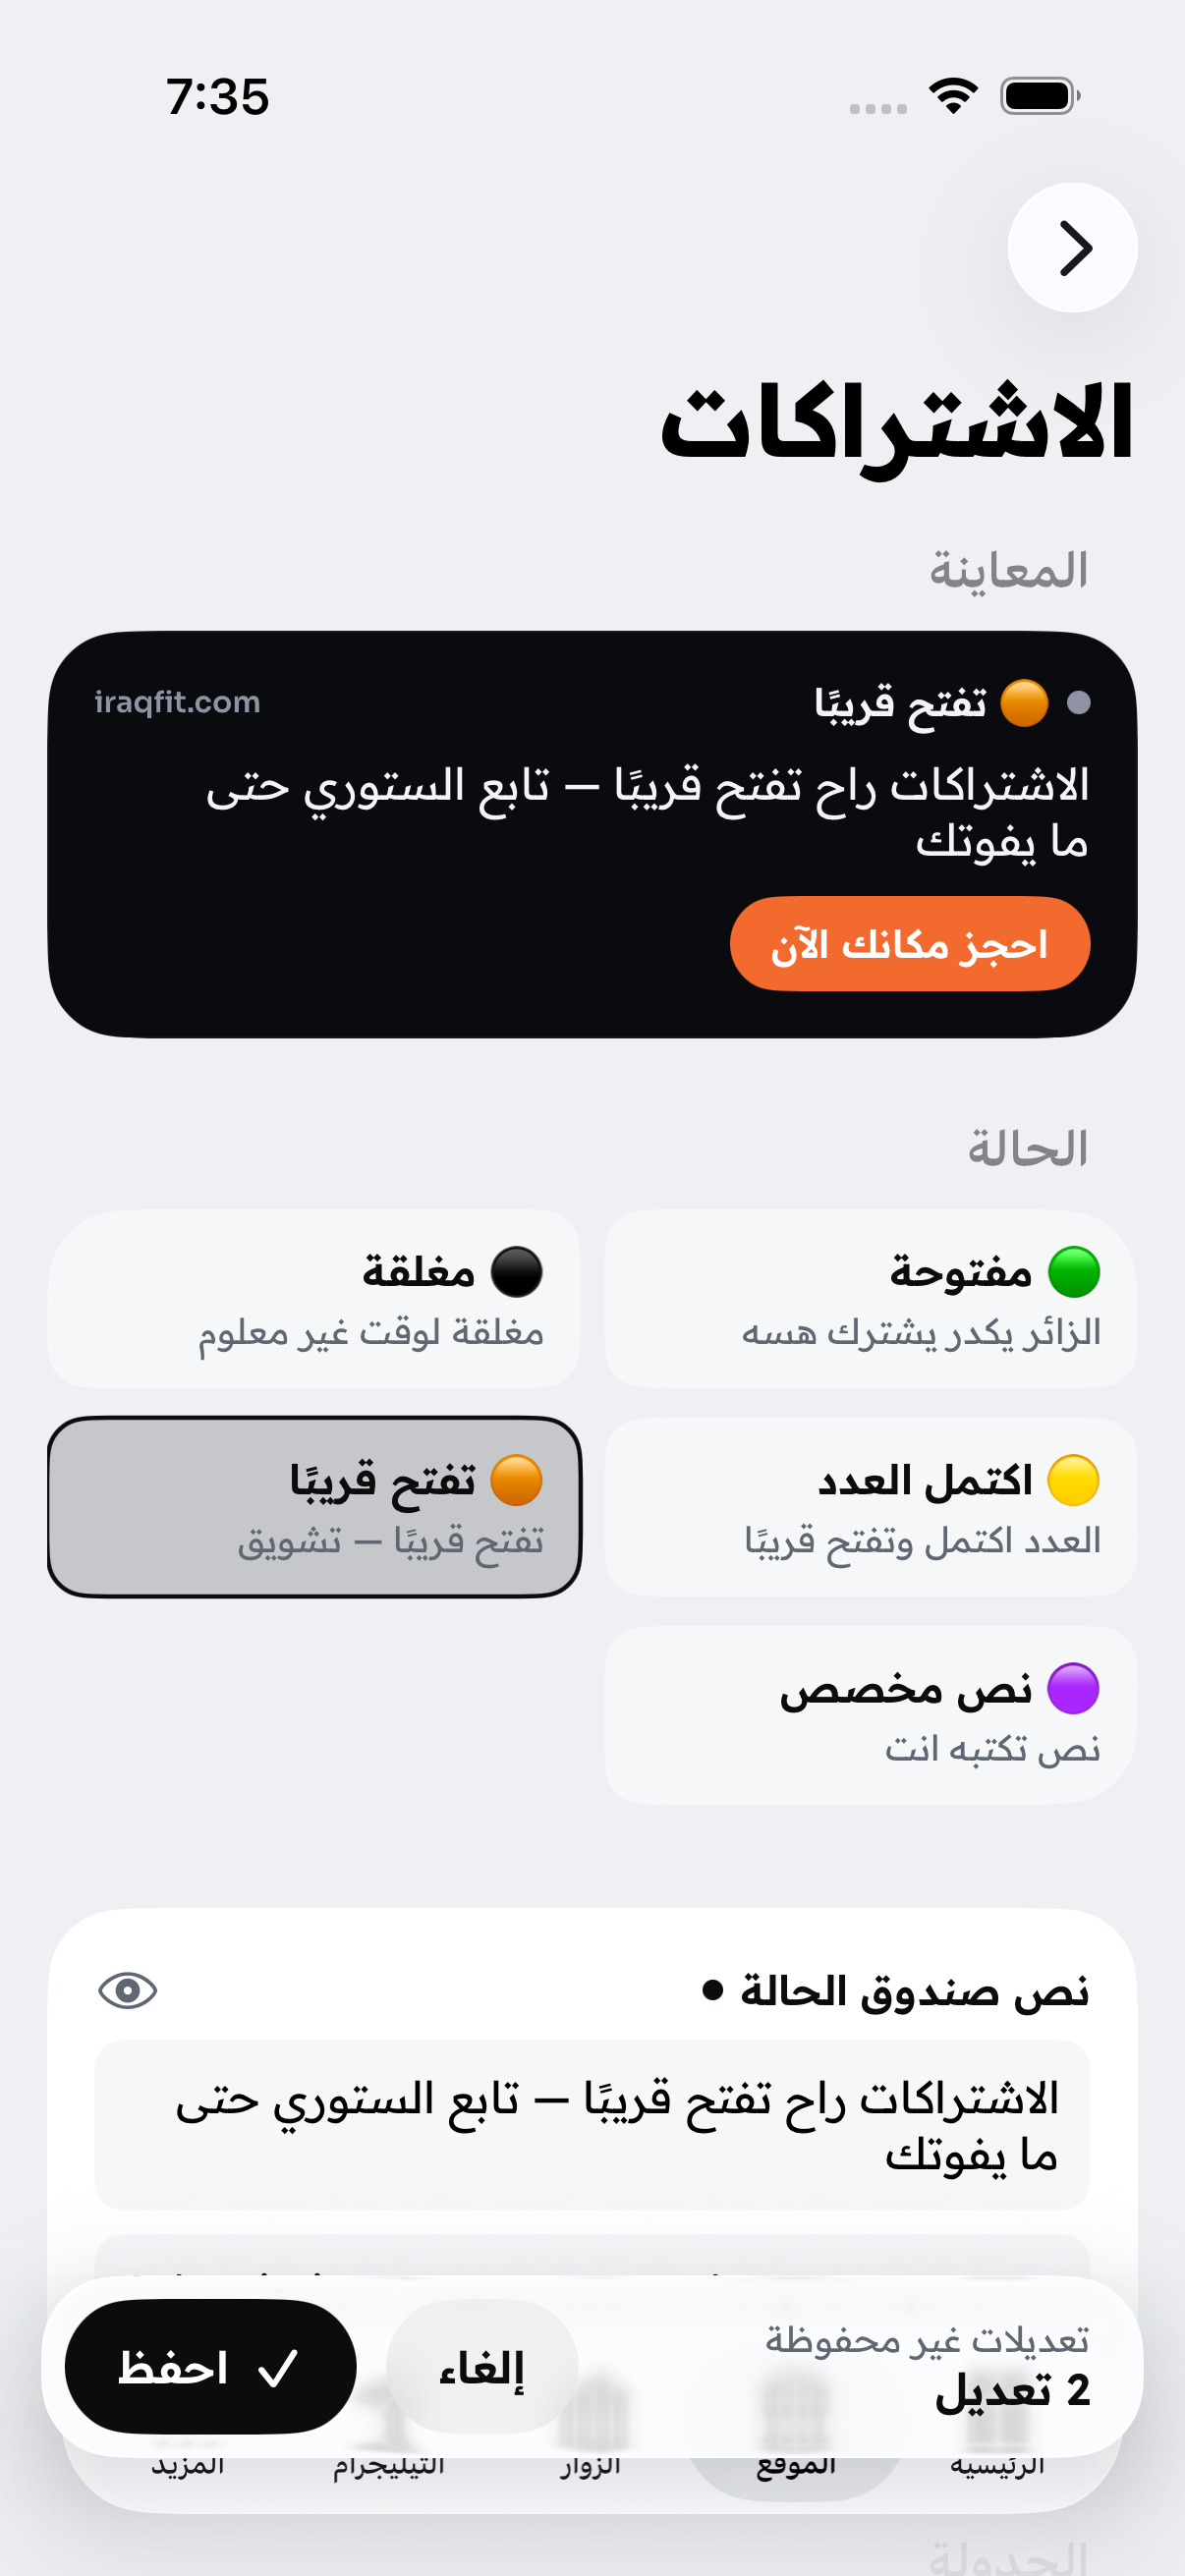 7:35
الاشتراكات
المعاينة
تفتح قريبًا
iraqfit.com
الاشتراكات راح تفتح قريبًا — تابع الستوري حتى
ما يفوتك
احجز مكانك الآن
الحالة
مفتوحة
الزائر يكدر يشترك هسه
مغلقة
مغلقة لوقت غير معلوم
اكتمل العدد
العدد اكتمل وتفتح قريبًا
تفتح قريبًا
تفتح قريبًا — تشويق
نص مخصص
نص تكتبه انت
نص صندوق الحالة
الاشتراكات راح تفتح قريبًا — تابع الستوري حتى
ما يفوتك
تعديلات غير محفوظة
2 تعديل
إلغاء
احفظ
الرئيسية
الموقع
الزوار
التيليجرام
المزيد
الجدولة